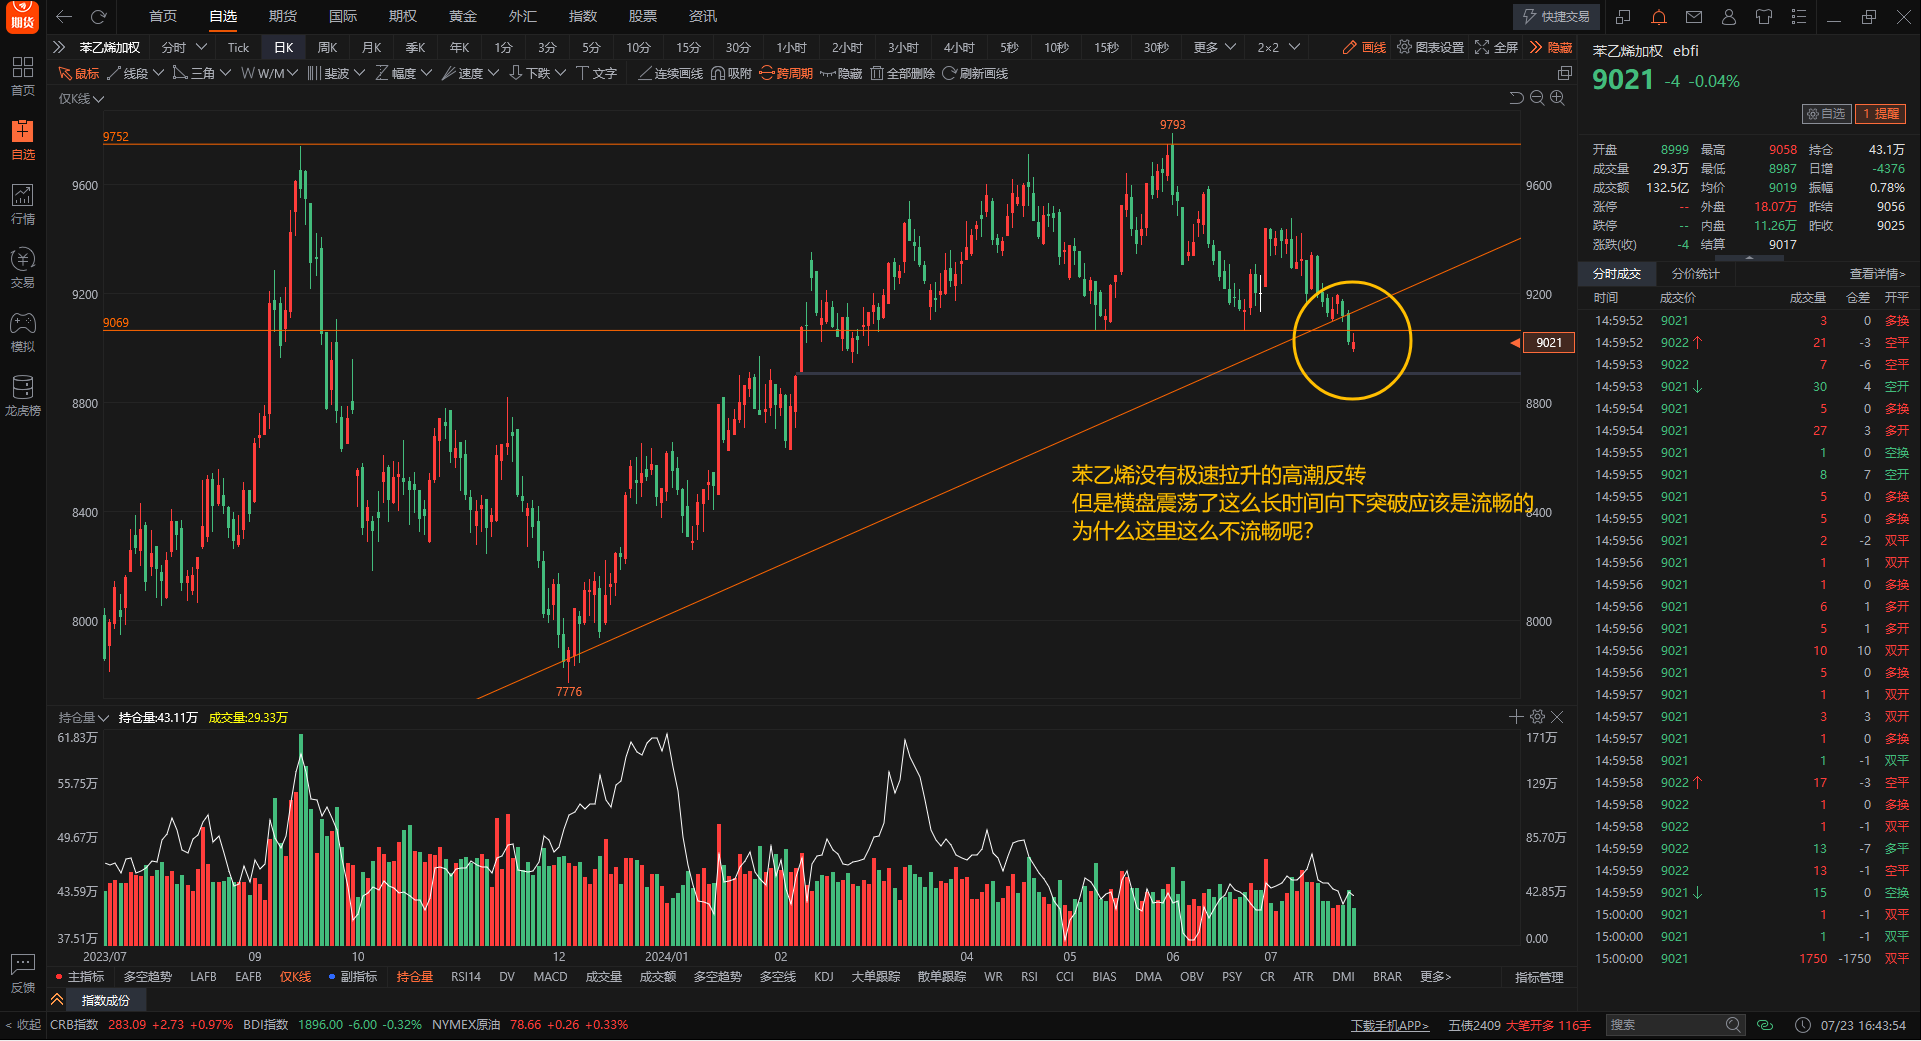 期货
首页 自选 期货 国际 期权 黄金 外汇 指数 股票 资讯
快捷交易
苯乙烯加权 分时 Tick 日K 周K 月K 季K 年K 1分 3分 5分 10分 15分 30分 1小时 2小时 3小时 4小时 5秒 10秒 15秒 30秒 更多 2×2 画线 图表设置 全屏 隐藏
鼠标 线段 三角 W/M 斐波 幅度 速度 下跌 文字 连续画线 吸附 跨周期 隐藏 全部删除 刷新画线
首页
自选
行情
交易
模拟
龙虎榜
反馈
< 收起
仅K线
9752
9793
9600 9600
9200 9200
9069
9021
8800 8800
8400 8400
8000 8000
7776
苯乙烯没有极速拉升的高潮反转
但是横盘震荡了这么长时间向下突破应该是流畅的
为什么这里这么不流畅呢?
持仓量 持仓量:43.11万 成交量:29.33万
61.83万 171万
55.75万 129万
49.67万 85.70万
43.59万 42.85万
37.51万 0.00
2023/07 09 10 12 2024/01 02 04 05 06 07
主指标 多空趋势 LAFB EAFB 仅K线 副指标 持仓量 RSI14 DV MACD 成交量 成交额 多空趋势 多空线 KDJ 大单跟踪 散单跟踪 WR RSI CCI BIAS DMA OBV PSY CR ATR DMI BRAR 更多> 指标管理
指数成份
CRB指数 283.09 +2.73 +0.97% BDI指数 1896.00 -6.00 -0.32% NYMEX原油 78.66 +0.26 +0.33%
下载手机APP> 五债2409 大笔开多 116手 搜索 07/23 16:43:54
苯乙烯加权 ebfi
9021 -4 -0.04%
自选 1 提醒
开盘 8999 最高 9058 持仓 43.1万
成交量 29.3万 最低 8987 日增 -4376
成交额 132.5亿 均价 9019 振幅 0.78%
涨停 -- 外盘 18.07万 昨结 9056
跌停 -- 内盘 11.26万 昨收 9025
涨跌(收) -4 结算 9017
分时成交 分价统计 查看详情>
时间 成交价 成交量 仓差 开平
14:59:52 9021 3 0 多换
14:59:52 9022↑ 21 -3 空平
14:59:53 9022 7 -6 空平
14:59:53 9021↓ 30 4 空开
14:59:54 9021 5 0 多换
14:59:54 9021 27 3 多开
14:59:55 9021 1 0 空换
14:59:55 9021 8 7 空开
14:59:55 9021 5 0 多换
14:59:55 9021 5 0 多换
14:59:56 9021 2 -2 双平
14:59:56 9021 1 1 双开
14:59:56 9021 1 0 多换
14:59:56 9021 6 1 多开
14:59:56 9021 5 1 多开
14:59:56 9021 10 10 双开
14:59:56 9021 5 0 多换
14:59:57 9021 1 1 双开
14:59:57 9021 3 3 双开
14:59:57 9021 1 0 多换
14:59:58 9021 1 -1 双平
14:59:58 9022↑ 17 -3 空平
14:59:58 9022 1 0 多换
14:59:58 9022 1 -1 双平
14:59:59 9022 13 -7 多平
14:59:59 9022 13 -1 空平
14:59:59 9021↓ 15 0 空换
15:00:00 9021 1 -1 双平
15:00:00 9021 1 -1 双平
15:00:00 9021 1750 -1750 双平